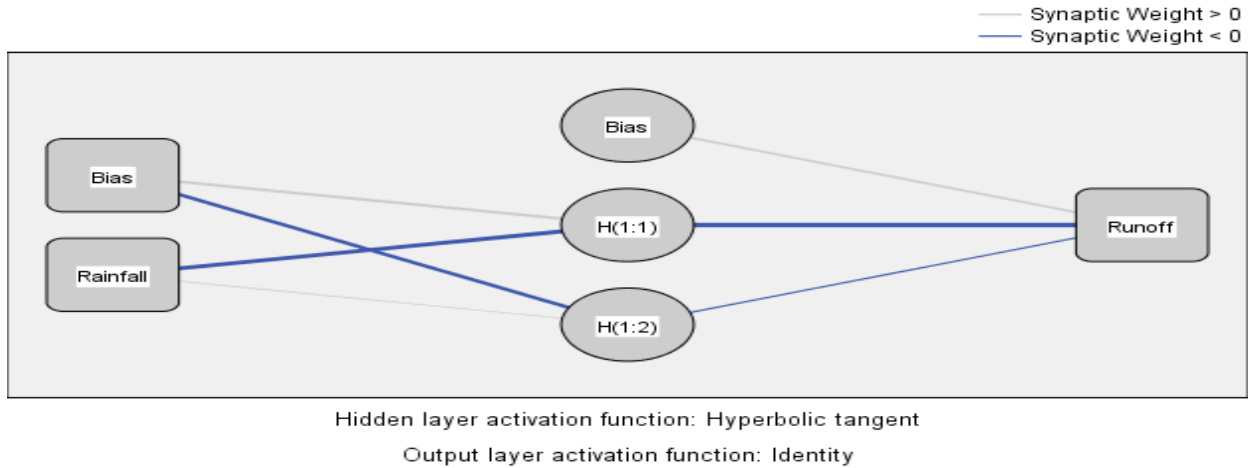 Synaptic Weight > 0
Synaptic Weight < 0
Bias
Bias
H(1:1)
Runoff
Rainfall
H(1:2)
Hidden layer activation function: Hyperbolic tangent
Output layer activation function: Identity